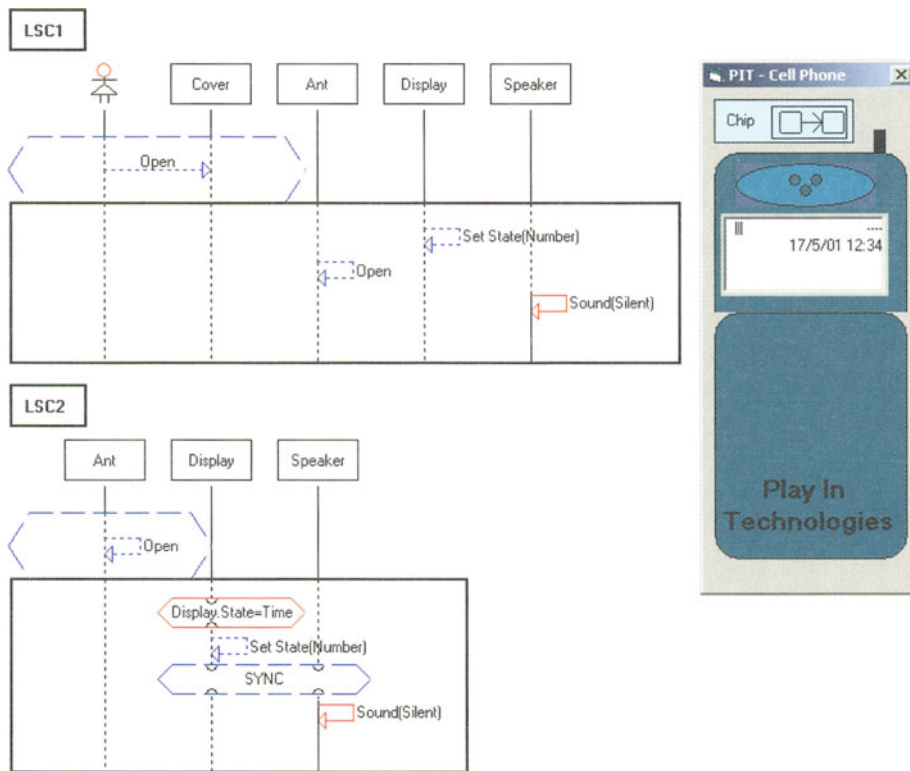 LSC1
Cover Ant Display Speaker
Open
Set State(Number)
Open
Sound(Silent)
LSC2
Ant Display Speaker
Open
Display.State=Time
Set State(Number)
SYNC
Sound(Silent)
PIT - Cell Phone
Chip
17/5/01 12:34
Play In
Technologies